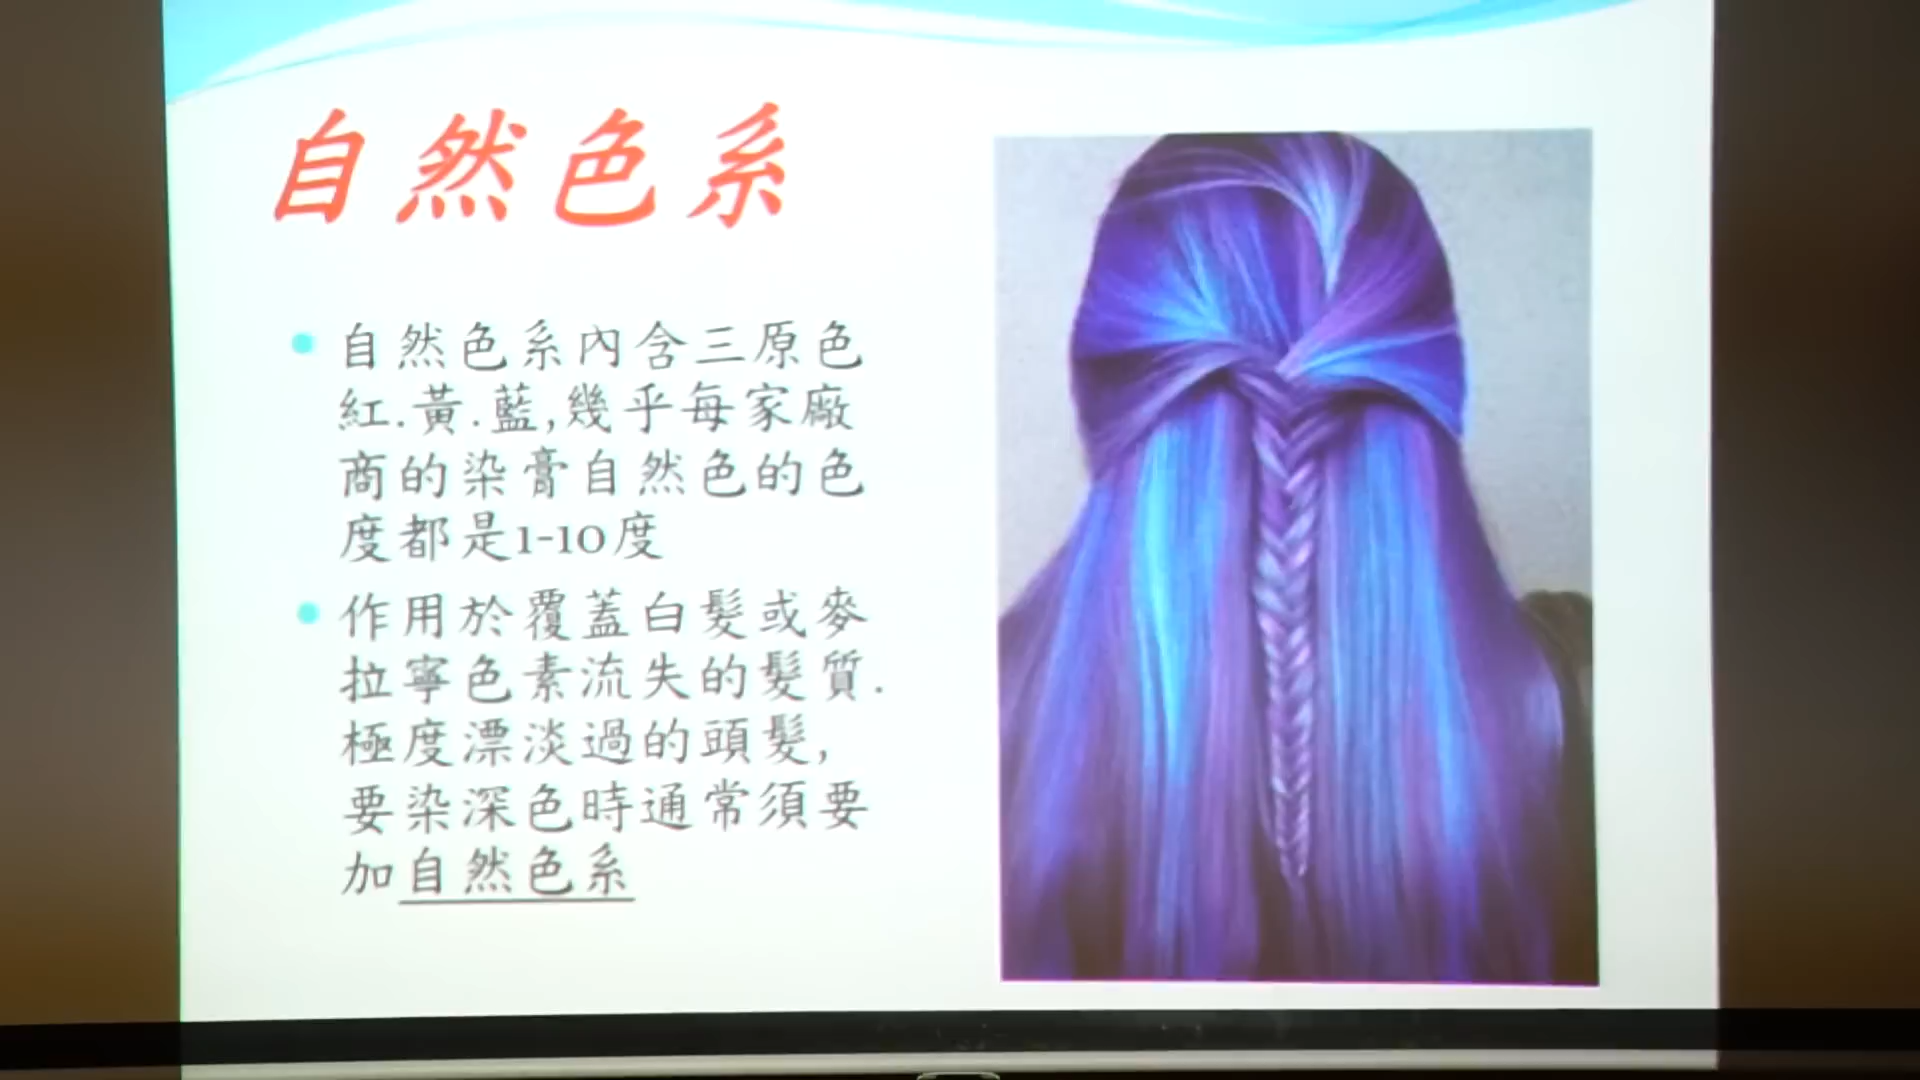 自然色系
自然色系內含三原色
紅.黃.藍,幾乎每家廠
商的染膏自然色的色
度都是1-10度
作用於覆蓋白髮或麥
拉寧色素流失的髮質.
極度漂淡過的頭髮,
要染深色時通常須要
加自然色系